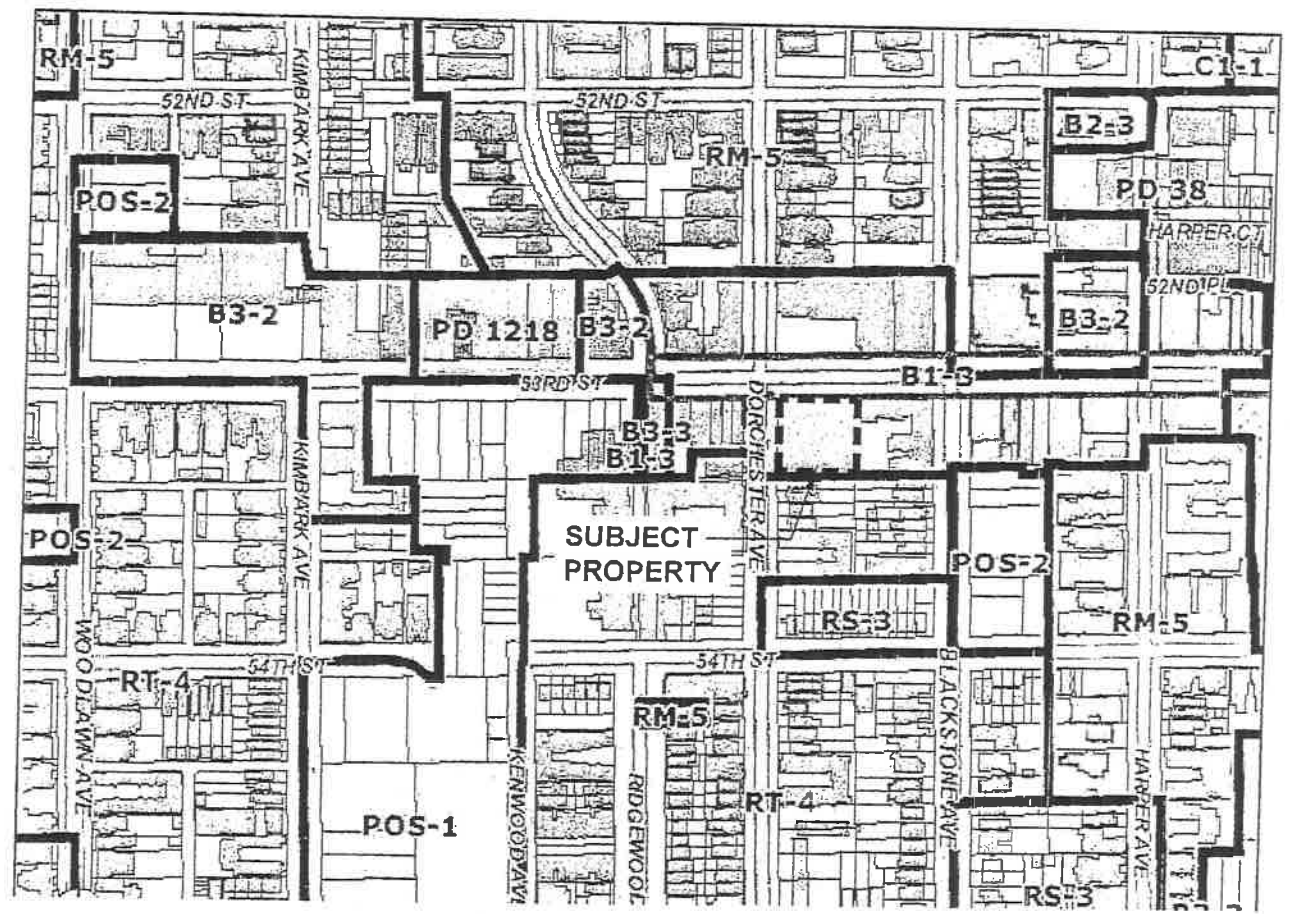 RM-5
C1-1
KIMBARK AVE
52ND ST
52ND ST
B2-3
RM-5
PD 38
POS-2
HARPER CT
52ND PL
B3-2
PD 1218
B3-2
B3-2
53RD ST
B1-3
DORCHESTER AVE
B3-3
B1-3
KIMBARK AVE
SUBJECT
PROPERTY
POS-2
POS-2
RS-3
RM-5
WOODLAWN AVE
54TH ST
54TH ST
RT-4
BLACKSTONE AVE
RM-5
KENWOOD AVE
RIDGEWOOD
HARPER AVE
RT-4
POS-1
RS-3